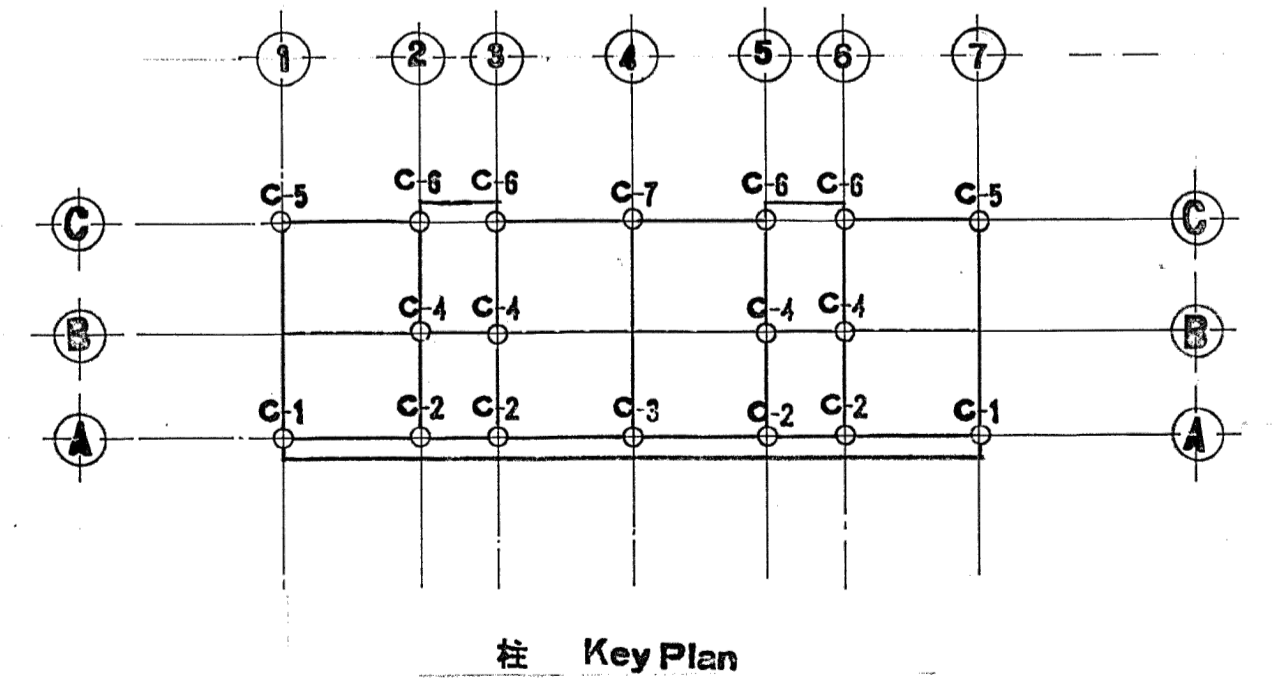 1 2 3 4 5 6 7
C-5 C-6 C-6 C-7 C-6 C-6 C-5
C C
C-4 C-4 C-4 C-4
B B
C-1 C-2 C-2 C-3 C-2 C-2 C-1
A A
柱 Key Plan